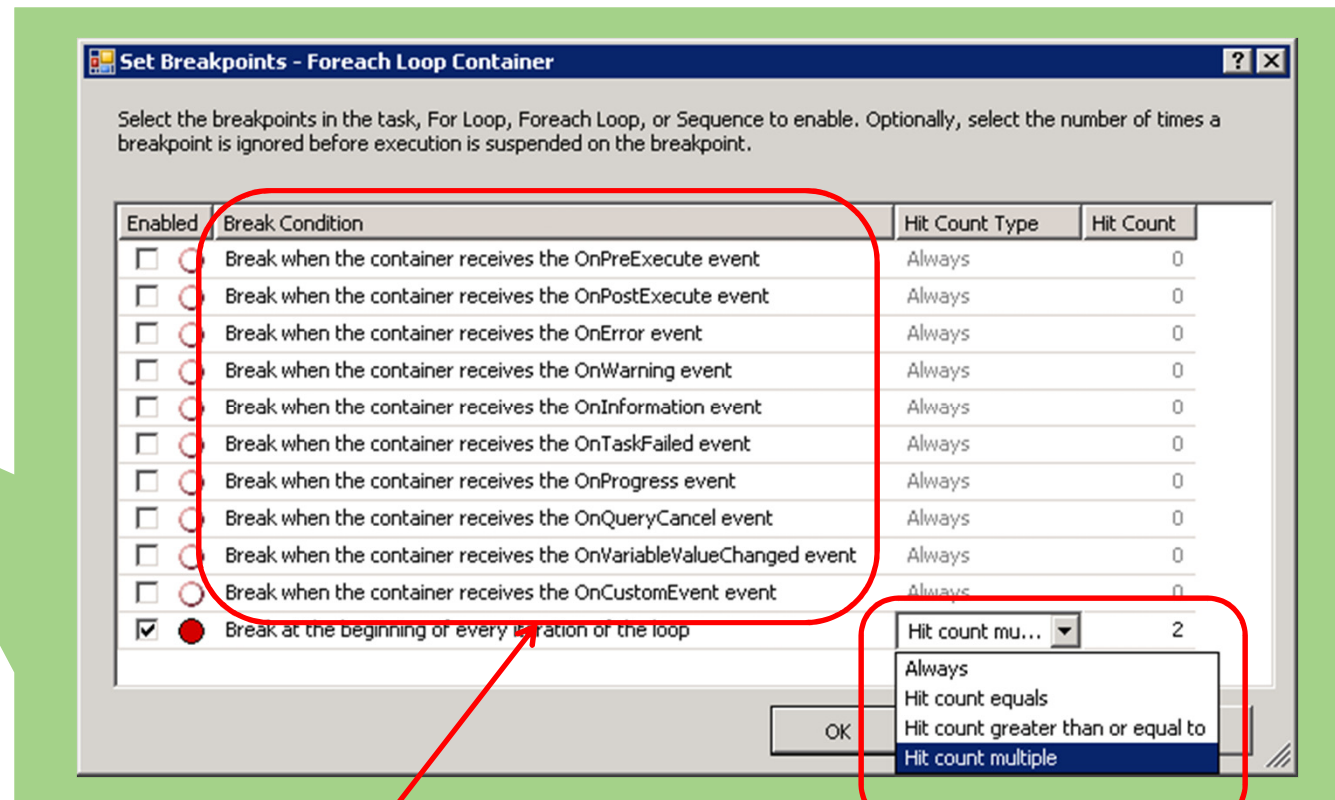 Set Breakpoints - Foreach Loop Container
Select the breakpoints in the task, For Loop, Foreach Loop, or Sequence to enable. Optionally, select the number of times a
breakpoint is ignored before execution is suspended on the breakpoint.
Enabled Break Condition Hit Count Type Hit Count
Break when the container receives the OnPreExecute event Always 0
Break when the container receives the OnPostExecute event Always 0
Break when the container receives the OnError event Always 0
Break when the container receives the OnWarning event Always 0
Break when the container receives the OnInformation event Always 0
Break when the container receives the OnTaskFailed event Always 0
Break when the container receives the OnProgress event Always 0
Break when the container receives the OnQueryCancel event Always 0
Break when the container receives the OnVariableValueChanged event Always 0
Break when the container receives the OnCustomEvent event Always 0
Break at the beginning of every iteration of the loop Hit count mu... 2
Always
Hit count equals
OK Hit count greater than or equal to
Hit count multiple